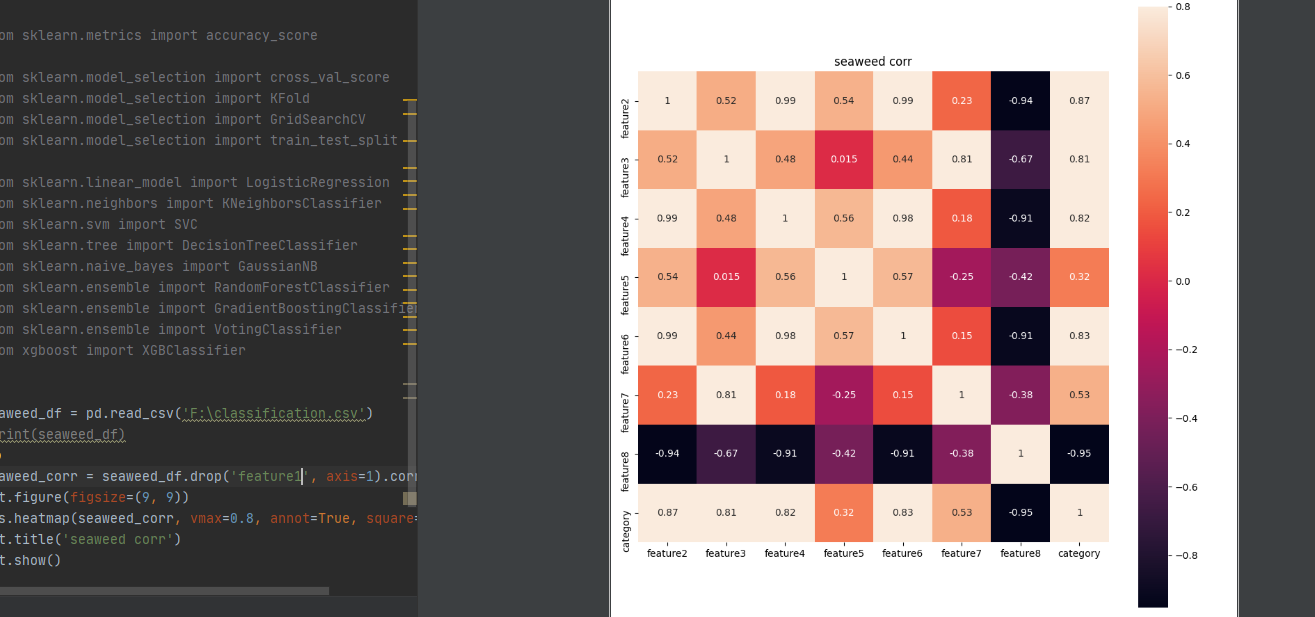 om sklearn.metrics import accuracy_score
om sklearn.model_selection import cross_val_score
om sklearn.model_selection import KFold
om sklearn.model_selection import GridSearchCV
om sklearn.model_selection import train_test_split
om sklearn.linear_model import LogisticRegression
om sklearn.neighbors import KNeighborsClassifier
om sklearn.svm import SVC
om sklearn.tree import DecisionTreeClassifier
om sklearn.naive_bayes import GaussianNB
om sklearn.ensemble import RandomForestClassifier
om sklearn.ensemble import GradientBoostingClassifie
om sklearn.ensemble import VotingClassifier
om xgboost import XGBClassifier
aweed_df = pd.read_csv('F:\classification.csv')
rint(seaweed_df)
aweed_corr = seaweed_df.drop('feature1', axis=1).corr
t.figure(figsize=(9, 9))
s.heatmap(seaweed_corr, vmax=0.8, annot=True, square=
t.title('seaweed corr')
t.show()
seaweed corr
feature2 1 0.52 0.99 0.54 0.99 0.23 -0.94 0.87
feature3 0.52 1 0.48 0.015 0.44 0.81 -0.67 0.81
feature4 0.99 0.48 1 0.56 0.98 0.18 -0.91 0.82
feature5 0.54 0.015 0.56 1 0.57 -0.25 -0.42 0.32
feature6 0.99 0.44 0.98 0.57 1 0.15 -0.91 0.83
feature7 0.23 0.81 0.18 -0.25 0.15 1 -0.38 0.53
feature8 -0.94 -0.67 -0.91 -0.42 -0.91 -0.38 1 -0.95
category 0.87 0.81 0.82 0.32 0.83 0.53 -0.95 1
feature2 feature3 feature4 feature5 feature6 feature7 feature8 category
0.8
0.6
0.4
0.2
0.0
−0.2
−0.4
−0.6
−0.8